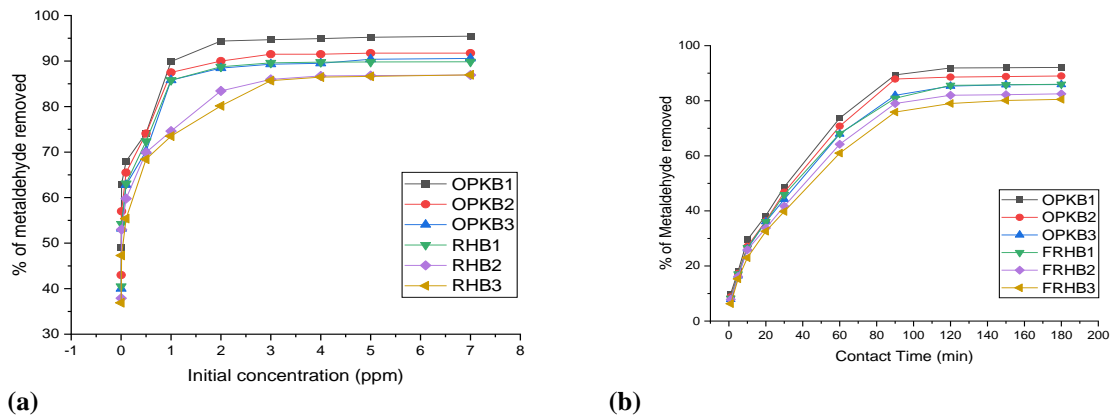 100
90
80
70
60
50
40
30
-1 0 1 2 3 4 5 6 7 8
% of metaldehyde removed
Initial concentration (ppm)
OPKB1
OPKB2
OPKB3
RHB1
RHB2
RHB3
(a)
100
80
60
40
20
0
0 20 40 60 80 100 120 140 160 180 200
% of Metaldehyde removed
Contact Time (min)
OPKB1
OPKB2
OPKB3
FRHB1
FRHB2
FRHB3
(b)